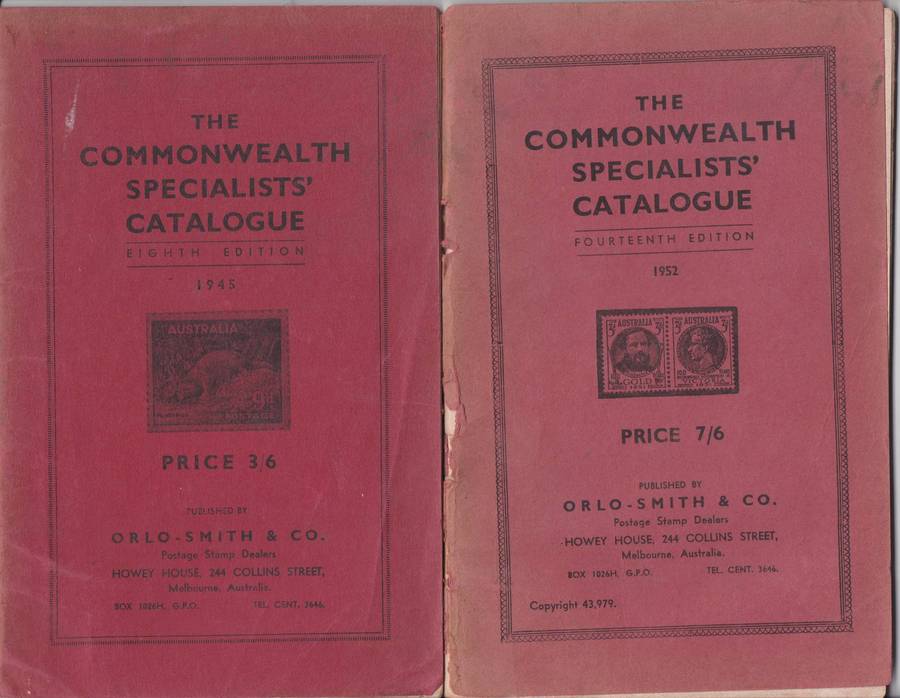 THE
COMMONWEALTH
SPECIALISTS'
CATALOGUE
EIGHTH EDITION
1945
AUSTRALIA
9d
POSTAGE
PRICE 3/6
PUBLISHED BY
ORLO-SMITH & CO.
Postage Stamp Dealers
HOWEY HOUSE, 244 COLLINS STREET,
Melbourne, Australia.
BOX 1026H, G.P.O. TEL. CENT. 3646.
THE
COMMONWEALTH
SPECIALISTS'
CATALOGUE
FOURTEENTH EDITION
1952
AUSTRALIA
GOLD
AUSTRALIA
VICTORIA
PRICE 7/6
PUBLISHED BY
ORLO-SMITH & CO.
Postage Stamp Dealers
HOWEY HOUSE, 244 COLLINS STREET,
Melbourne, Australia.
BOX 1026H, G.P.O. TEL. CENT. 3646.
Copyright 43,979.